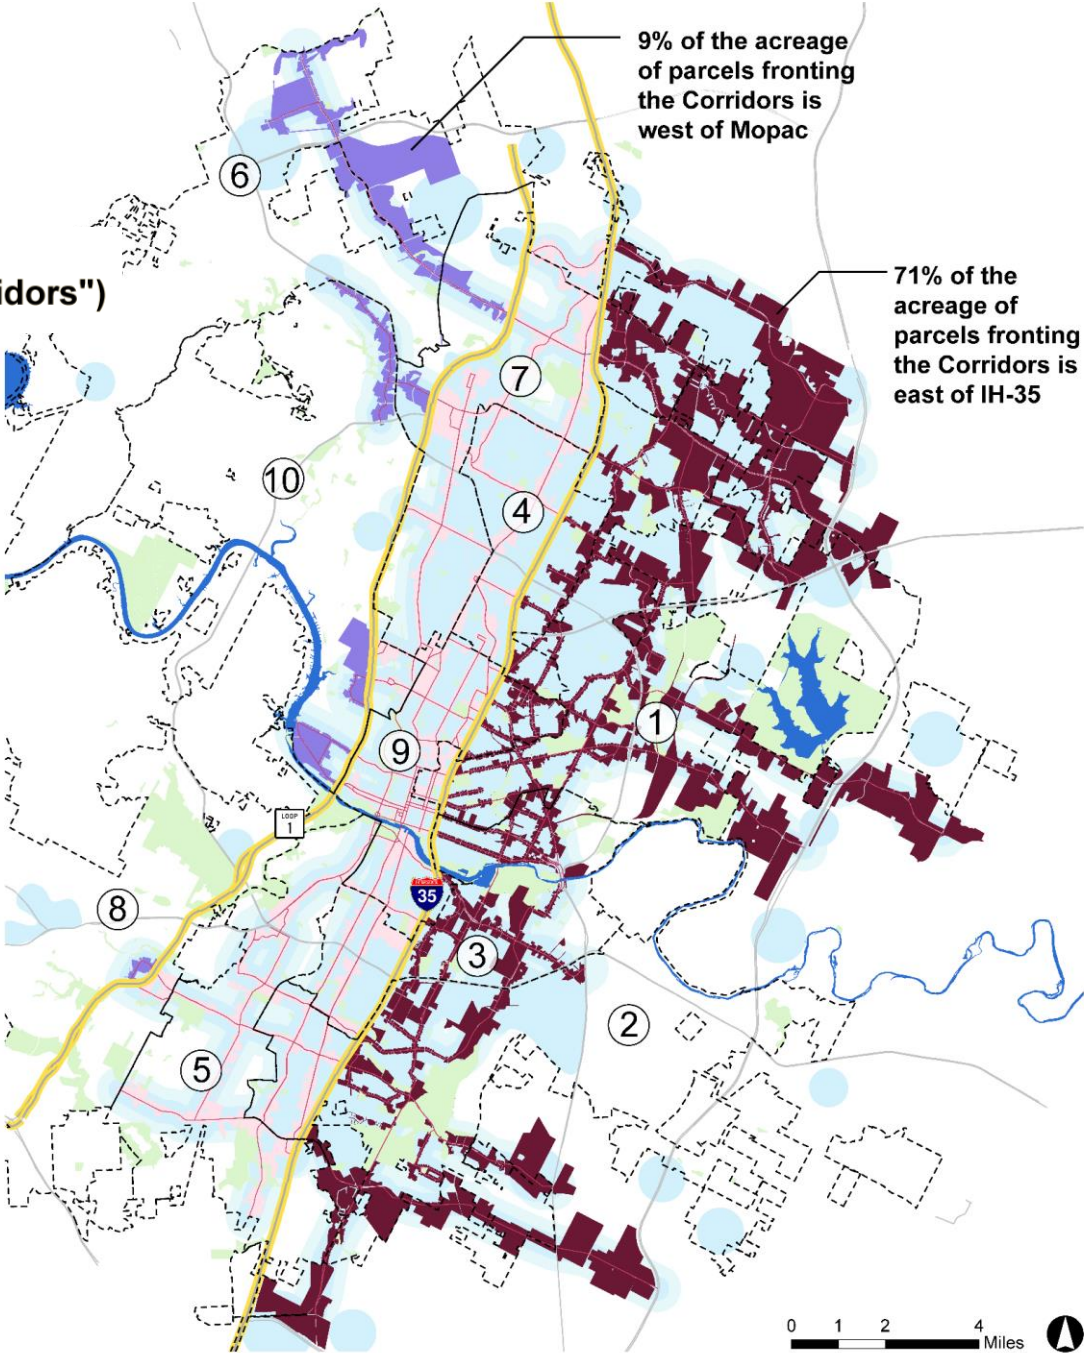 9% of the acreage
of parcels fronting
the Corridors is
west of Mopac
6
idors")
71% of the
acreage of
parcels fronting
the Corridors is
east of IH-35
7
10
4
1
9
LOOP
1
35
8
3
2
5
0 1 2 4
Miles